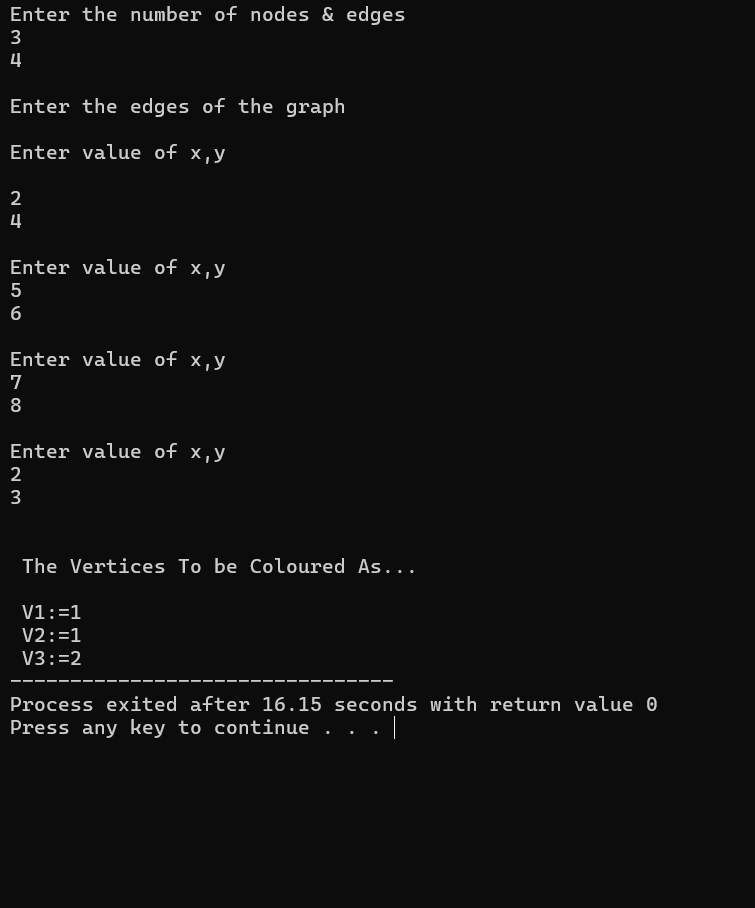 Enter the number of nodes & edges
3
4
Enter the edges of the graph
Enter value of x,y
2
4
Enter value of x,y
5
6
Enter value of x,y
7
8
Enter value of x,y
2
3
The Vertices To be Coloured As...
V1:=1
V2:=1
V3:=2
--------------------------------
Process exited after 16.15 seconds with return value 0
Press any key to continue . . .